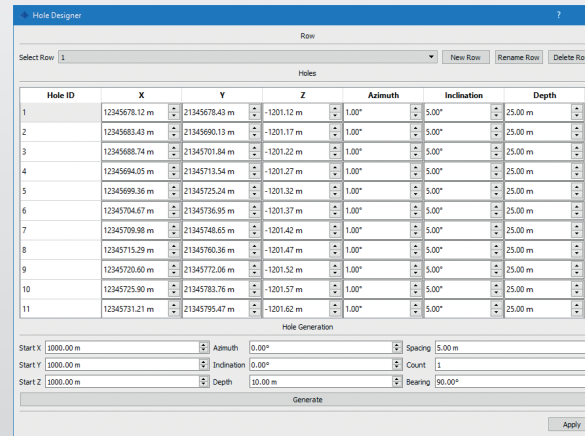 Hole Designer ?
Row
Select Row 1 New Row Rename Row Delete Ro
Holes
Hole ID X Y Z Azimuth Inclination Depth
1 12345678.12 m 21345678.43 m -1201.12 m 1.00° 5.00° 25.00 m
2 12345683.43 m 21345690.13 m -1201.17 m 1.00° 5.00° 25.00 m
3 12345688.74 m 21345701.84 m -1201.22 m 1.00° 5.00° 25.00 m
4 12345694.05 m 21345713.54 m -1201.27 m 1.00° 5.00° 25.00 m
5 12345699.36 m 21345725.24 m -1201.32 m 1.00° 5.00° 25.00 m
6 12345704.67 m 21345736.95 m -1201.37 m 1.00° 5.00° 25.00 m
7 12345709.98 m 21345748.65 m -1201.42 m 1.00° 5.00° 25.00 m
8 12345715.29 m 21345760.36 m -1201.47 m 1.00° 5.00° 25.00 m
9 12345720.60 m 21345772.06 m -1201.52 m 1.00° 5.00° 25.00 m
10 12345725.90 m 21345783.76 m -1201.57 m 1.00° 5.00° 25.00 m
11 12345731.21 m 21345795.47 m -1201.62 m 1.00° 5.00° 25.00 m
Hole Generation
Start X 1000.00 m Azimuth 0.00° Spacing 5.00 m
Start Y 1000.00 m Inclination 0.00° Count 1
Start Z 1000.00 m Depth 10.00 m Bearing 90.00°
Generate
Apply